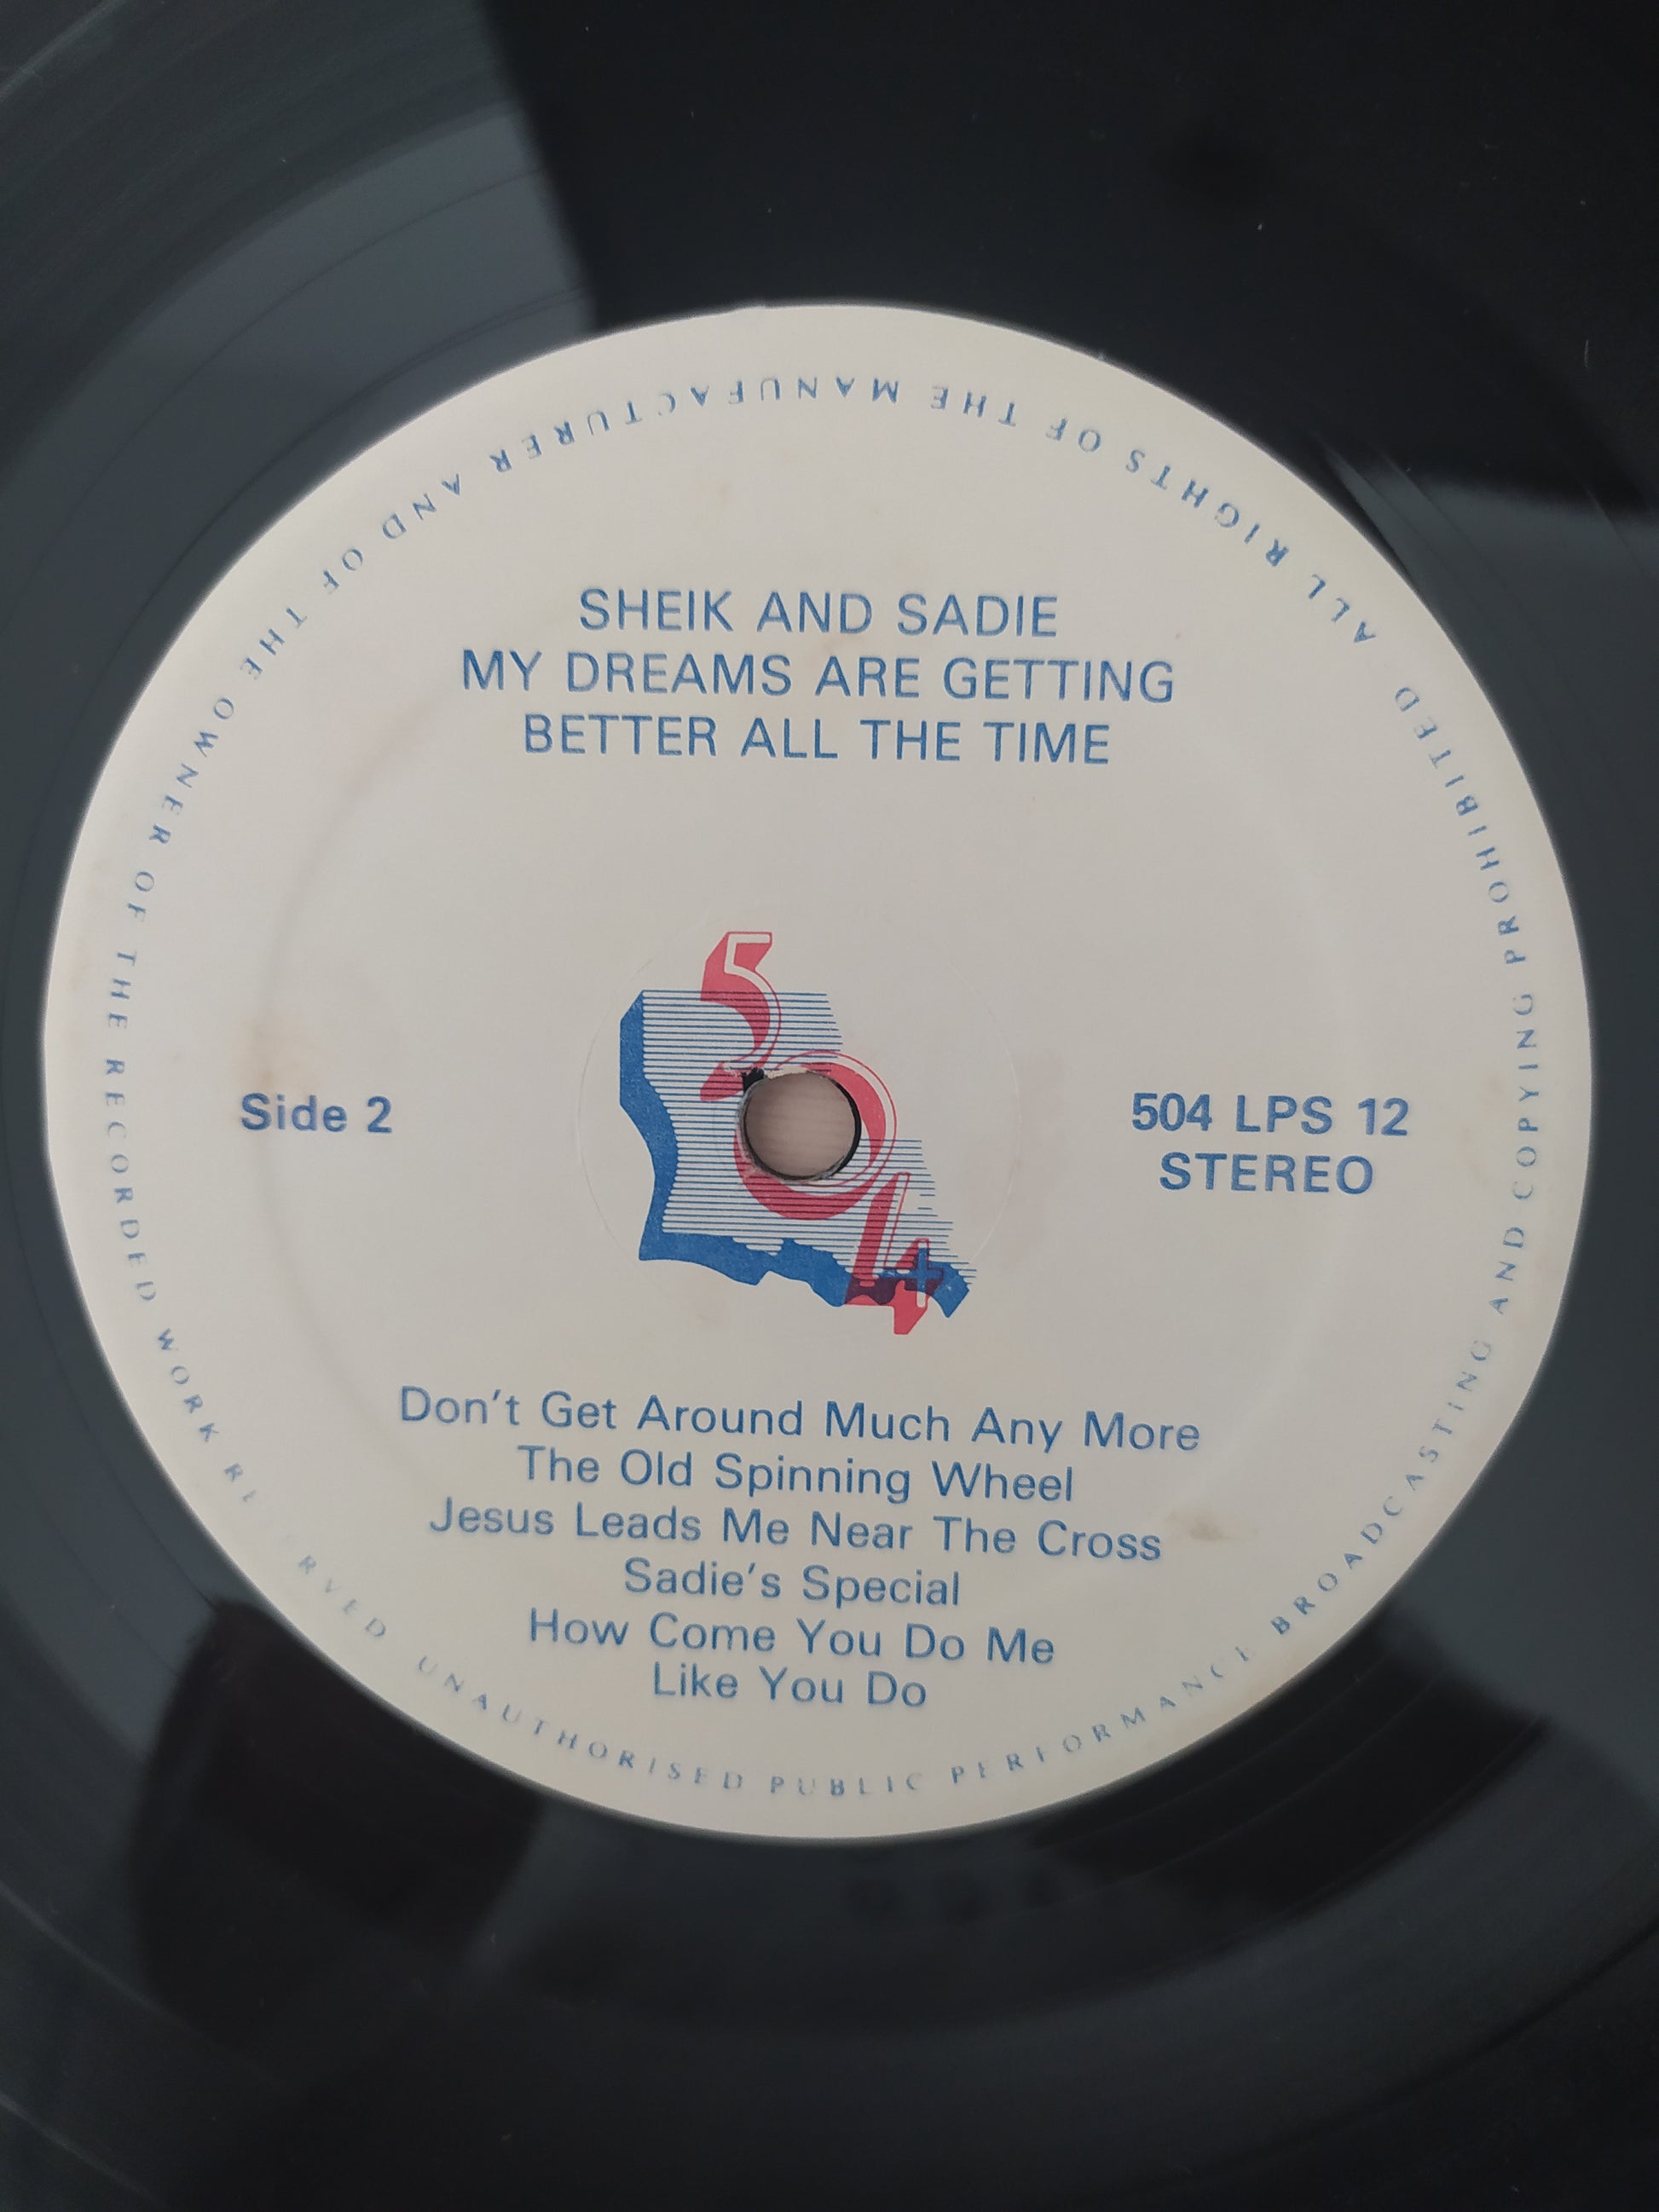 SHEIK AND SADIE
MY DREAMS ARE GETTING
BETTER ALL THE TIME
504
Side 2
504 LPS 12
STEREO
Don't Get Around Much Any More
The Old Spinning Wheel
Jesus Leads Me Near The Cross
Sadie's Special
How Come You Do Me
Like You Do
ALL RIGHTS OF THE MANUFACTURER AND OF THE OWNER OF THE RECORDED WORK RESERVED UNAUTHORISED PUBLIC PERFORMANCE BROADCASTING AND COPYING PROHIBITED